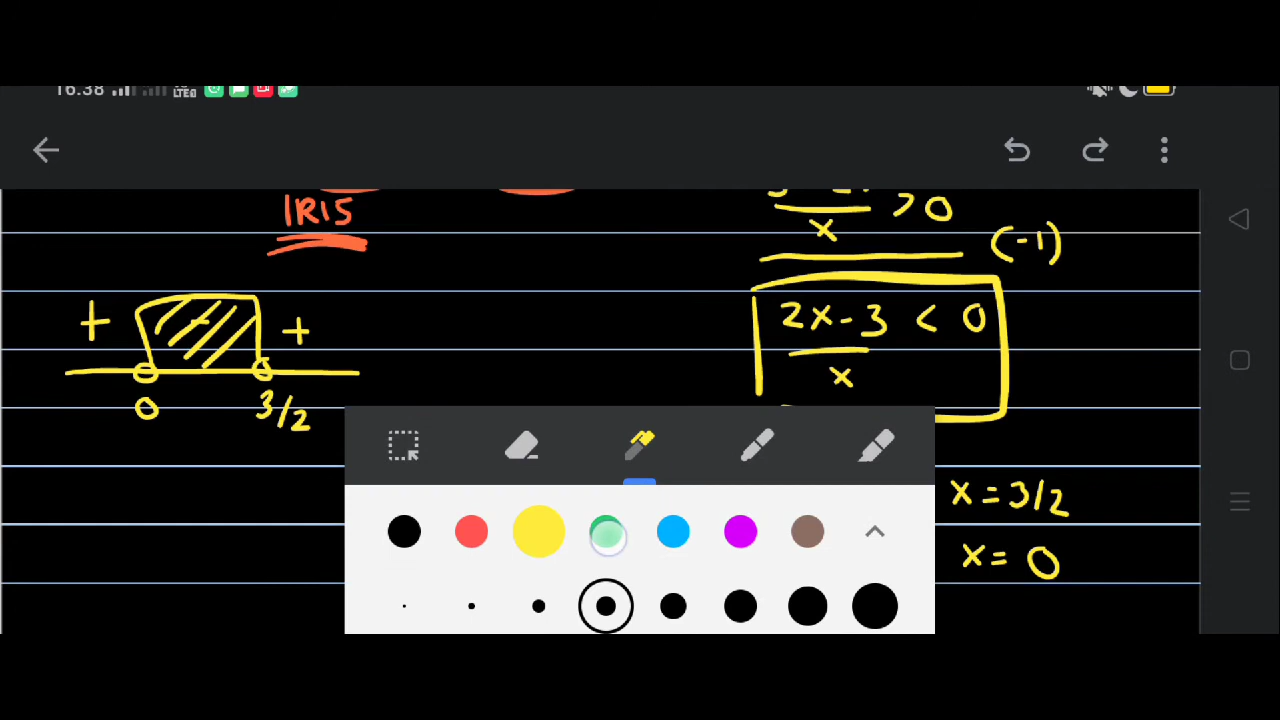 16.38
IRIS
> 0
x
(-1)
+ - +
0 3/2
2x-3 < 0
x
x = 3/2
x = 0